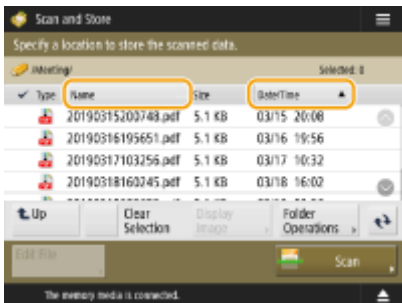 Scan and Store
Specify a location to store the scanned data.
/Meeting/ Selected: 0
Type Name Size Date/Time
20190315200748.pdf 5.1 KB 03/15 20:08
20190316195651.pdf 5.1 KB 03/16 19:56
20190317103256.pdf 5.1 KB 03/17 10:32
20190318160245.pdf 5.1 KB 03/18 16:02
Up Clear Selection Display Image Folder Operations
Edit File Scan
The memory media is connected.